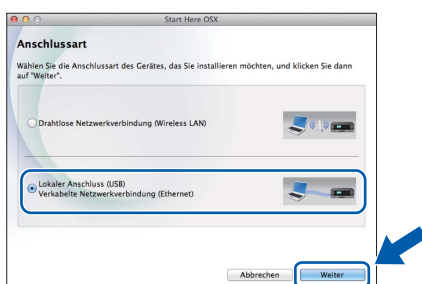 Start Here OSX
Anschlussart
Wählen Sie die Anschlussart des Gerätes, das Sie installieren möchten, und klicken Sie dann
auf "Weiter".
Drahtlose Netzwerkverbindung (Wireless LAN)
Lokaler Anschluss (USB)
Verkabelte Netzwerkverbindung (Ethernet)
Abbrechen
Weiter